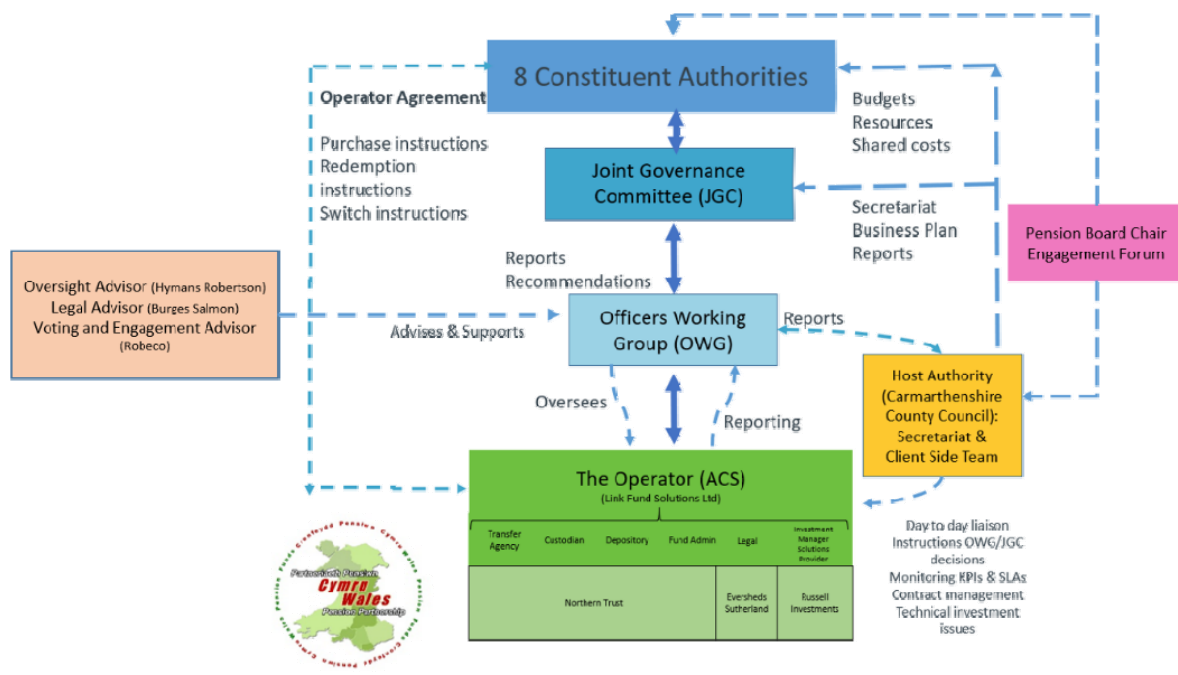 8 Constituent Authorities
Operator Agreement
Purchase instructions
Redemption
instructions
Switch instructions
Budgets
Resources
Shared costs
Joint Governance
Committee (JGC)
Secretariat
Business Plan
Reports
Pension Board Chair
Engagement Forum
Reports
Recommendations
Oversight Advisor (Hymans Robertson)
Legal Advisor (Burges Salmon)
Voting and Engagement Advisor
(Robeco)
Advises & Supports
Officers Working
Group (OWG)
Reports
Host Authority
(Carmarthenshire
County Council):
Secretariat &
Client Side Team
Oversees
Reporting
The Operator (ACS)
(Link Fund Solutions Ltd)
Transfer
Agency
Custodian
Depository
Fund Admin
Legal
Investment
Manager
Solutions
Provider
Northern Trust
Eversheds
Sutherland
Russell
Investments
Day to day liaison
Instructions OWG/JGC
decisions
Monitoring KPIs & SLAs
Contract management
Technical investment
issues
Partneriaeth Pensiwn
Cymru
Wales
Pension Partnership